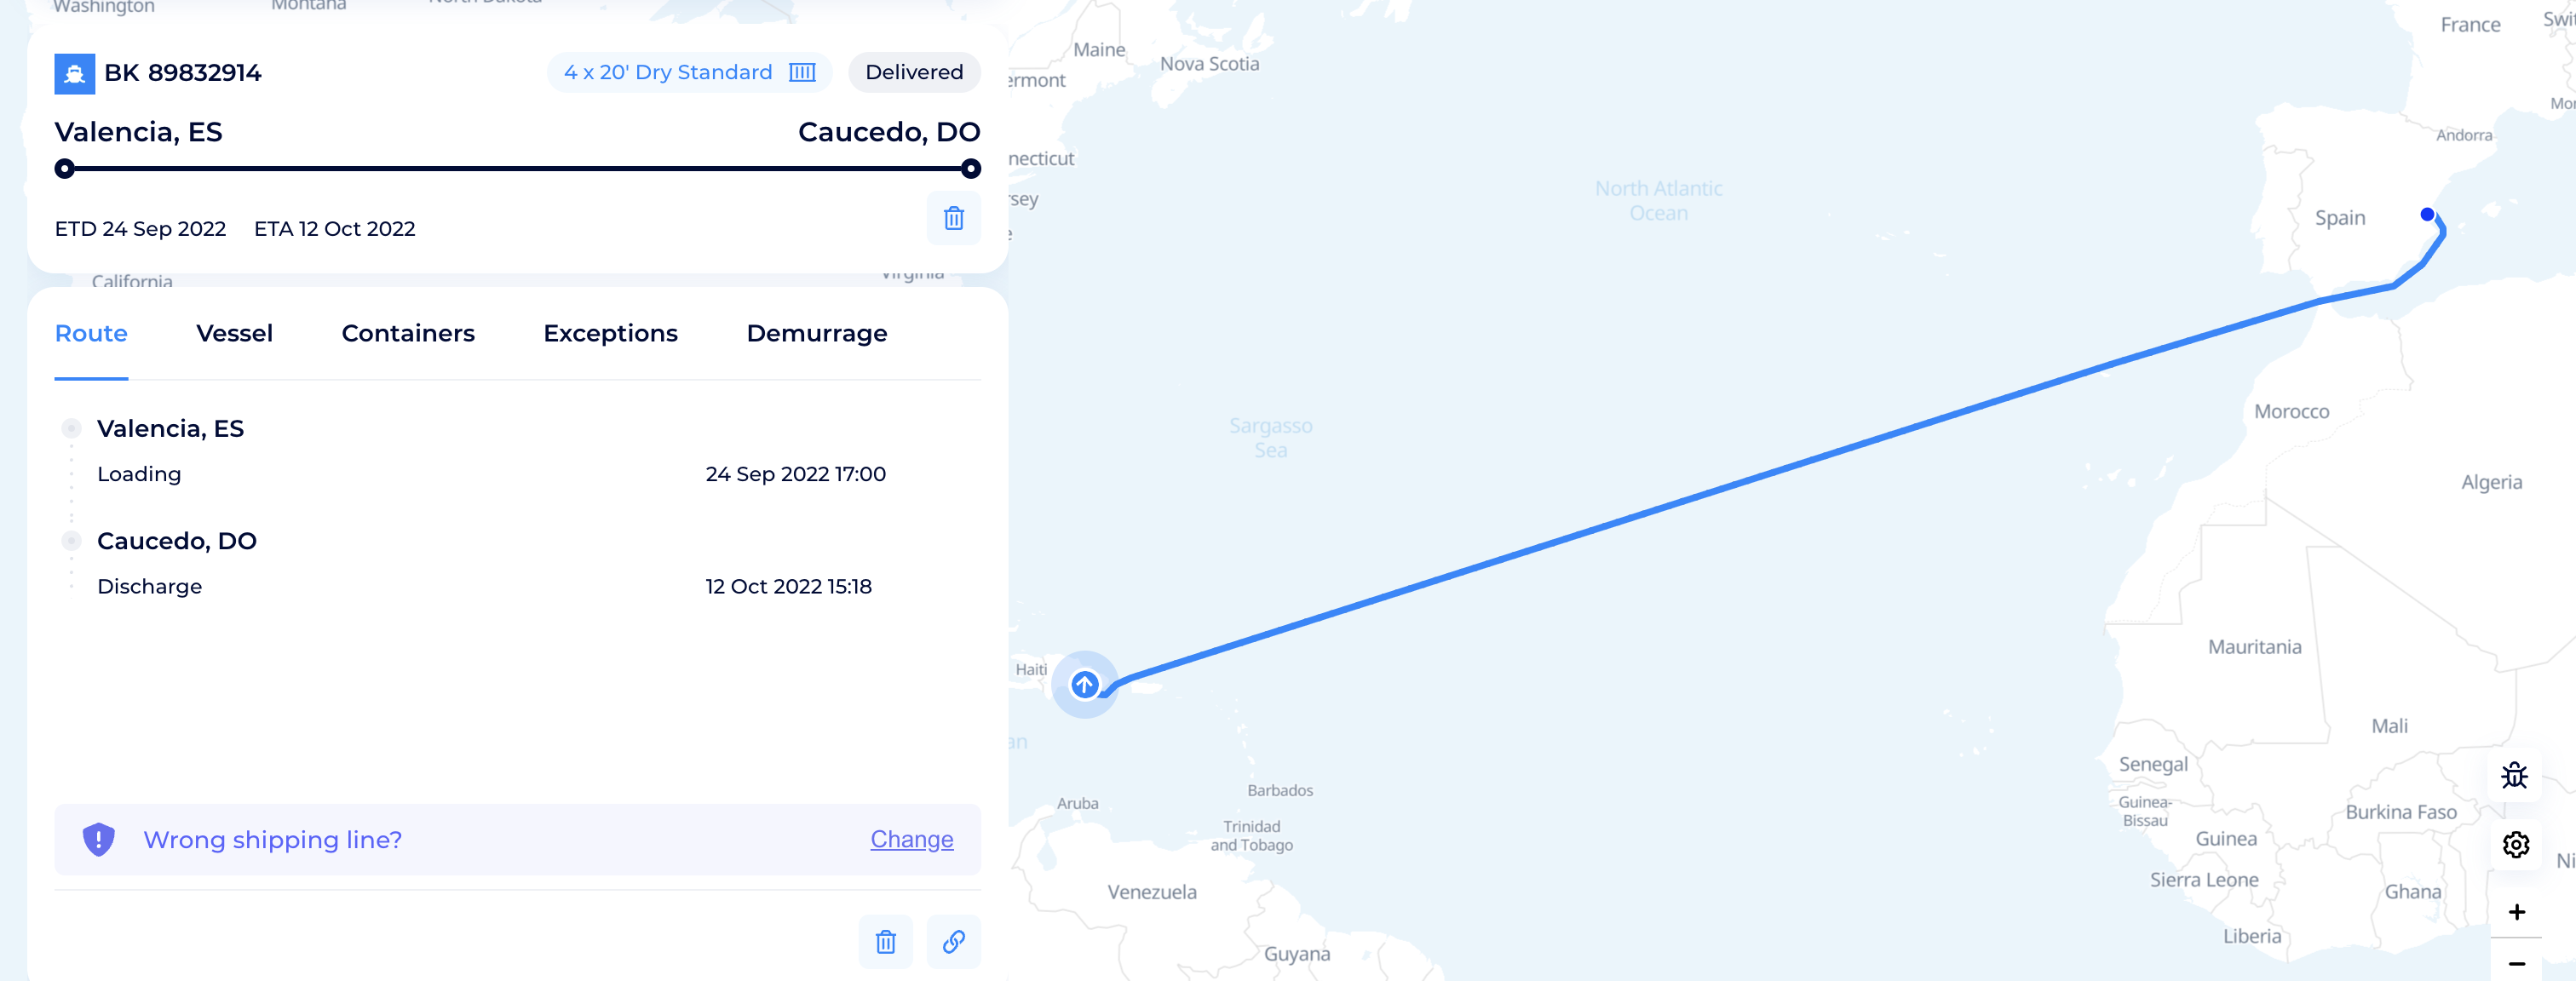 Washington
Montana
North Dakota
BK 89832914
4 x 20' Dry Standard
Delivered
Valencia, ES
Caucedo, DO
ETD 24 Sep 2022
ETA 12 Oct 2022
California
Virginia
Route
Vessel
Containers
Exceptions
Demurrage
Valencia, ES
Loading
24 Sep 2022 17:00
Caucedo, DO
Discharge
12 Oct 2022 15:18
Wrong shipping line?
Change
Maine
ermont
Nova Scotia
necticut
rsey
e
North Atlantic
Ocean
Sargasso
Sea
France
Swit
Mon
Andorra
Spain
Morocco
Algeria
Mauritania
Mali
Haiti
an
Aruba
Barbados
Trinidad
and Tobago
Venezuela
Guyana
Senegal
Guinea-
Bissau
Guinea
Burkina Faso
Sierra Leone
Ghana
Liberia
Ni